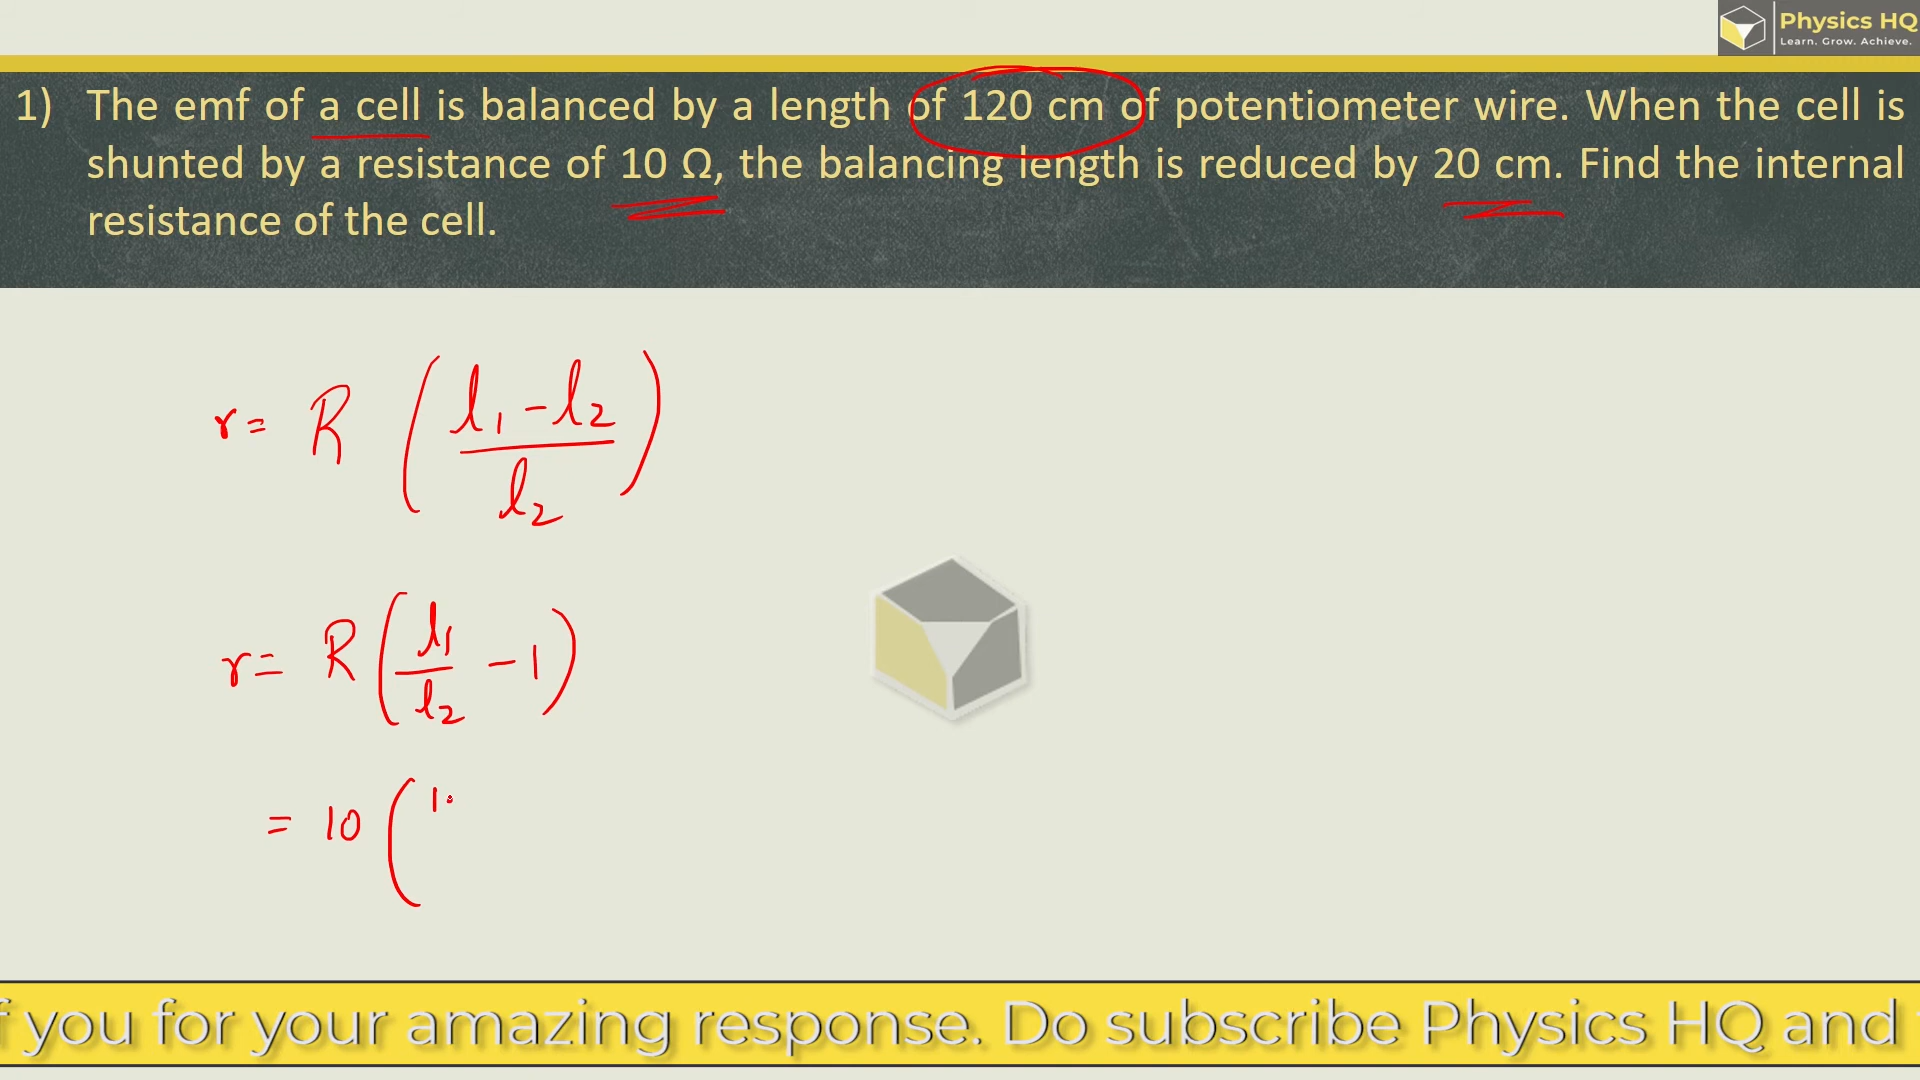 Physics HQ
Learn. Grow. Achieve.
1) The emf of a cell is balanced by a length of 120 cm of potentiometer wire. When the cell is
shunted by a resistance of 10 Ω, the balancing length is reduced by 20 cm. Find the internal
resistance of the cell.
r = R ( l₁ - l₂ / l₂ )
r = R ( l₁ / l₂ - 1 )
= 10 ( 1
you for your amazing response. Do subscribe Physics HQ and